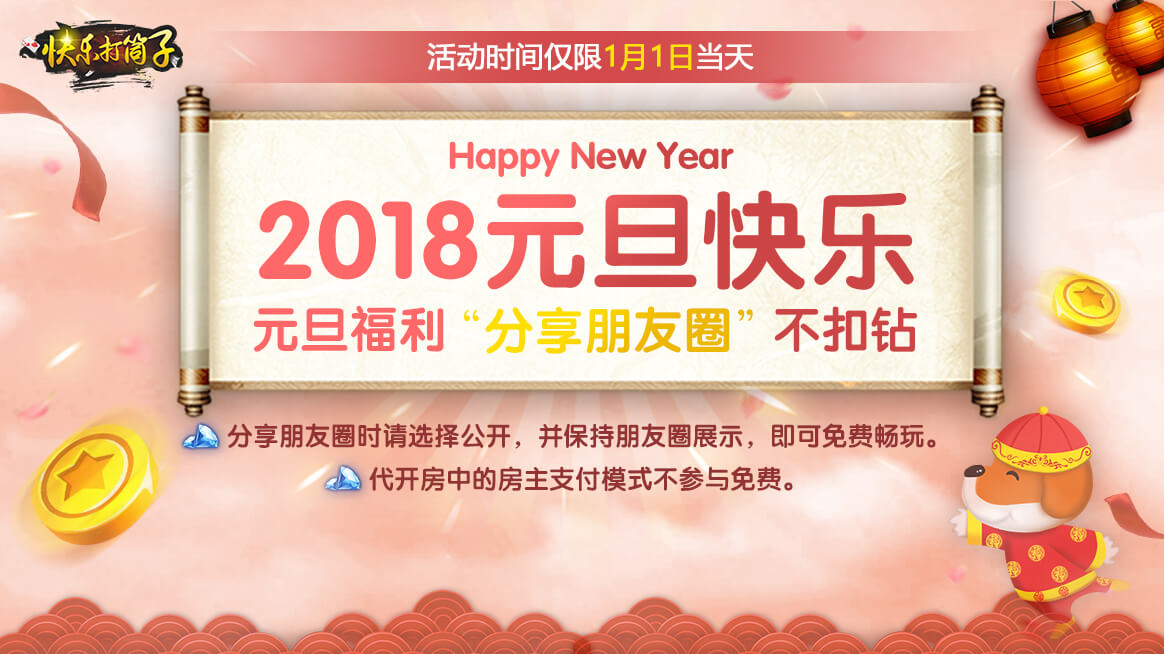 快乐打筒子
活动时间仅限1月1日当天
Happy New Year
2018元旦快乐
元旦福利“分享朋友圈”不扣钻
分享朋友圈时请选择公开，并保持朋友圈展示，即可免费畅玩。
代开房中的房主支付模式不参与免费。